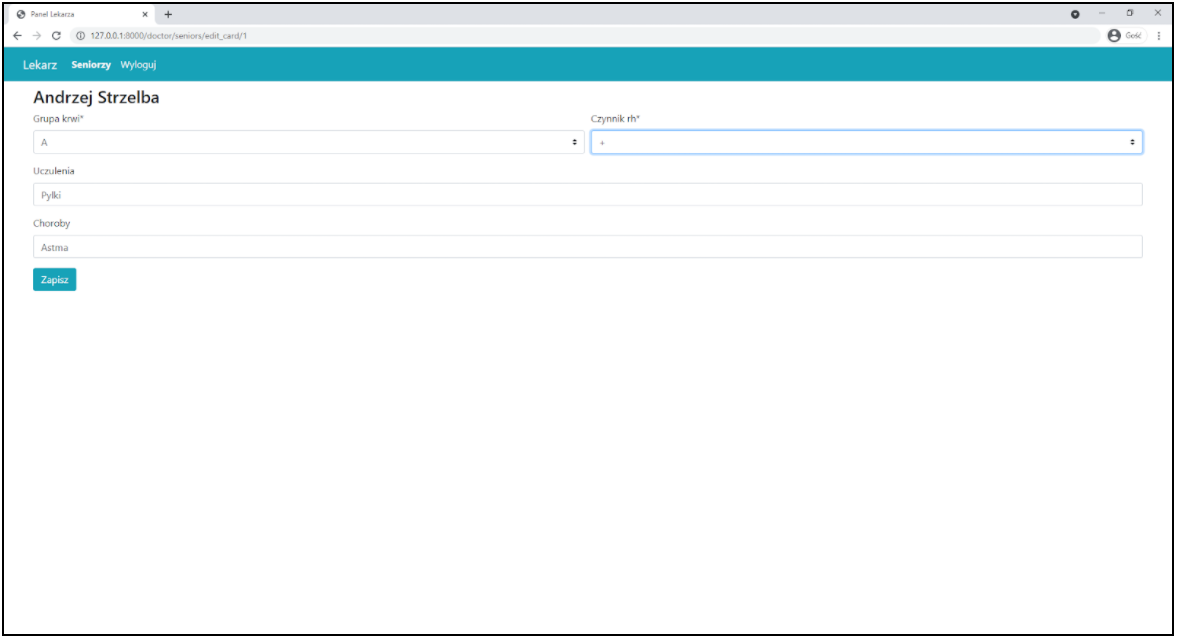 Panel Lekarza
127.0.0.1:8000/doctor/seniors/edit_card/1
Gość
Lekarz Seniorzy Wyloguj
Andrzej Strzelba
Grupa krwi* Czynnik rh*
A +
Uczulenia
Pyłki
Choroby
Astma
Zapisz